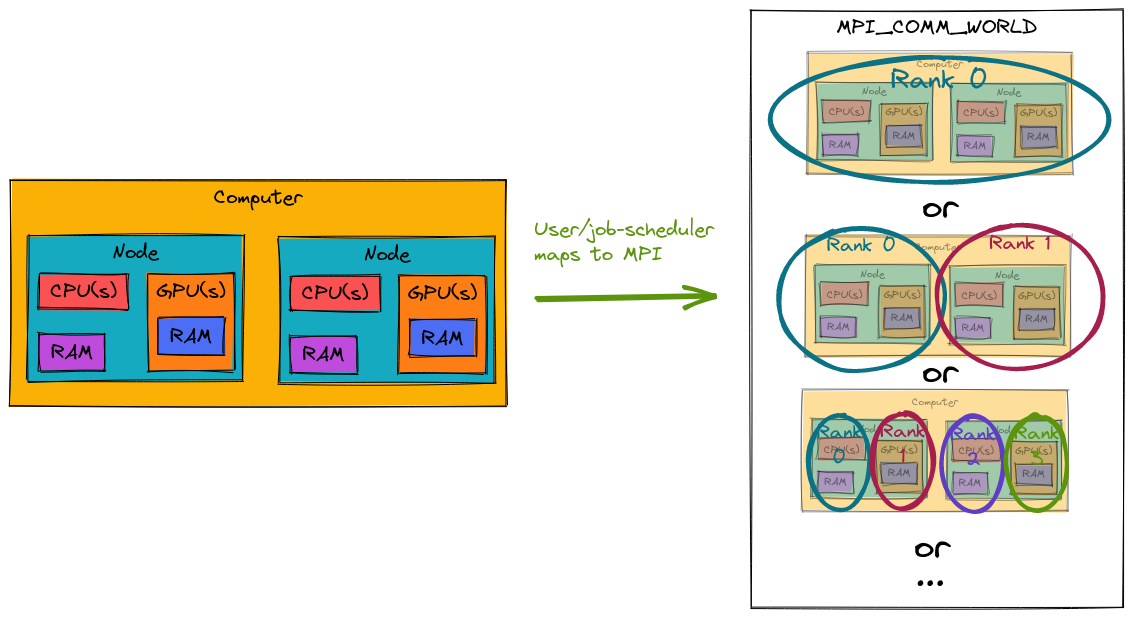 Computer
Node
CPU(s)
GPU(s)
RAM
RAM
Node
CPU(s)
GPU(s)
RAM
RAM
User/job-scheduler
maps to MPI
MPI_COMM_WORLD
Computer
Rank 0
Node
CPU(s)
GPU(s)
RAM
RAM
Node
CPU(s)
GPU(s)
RAM
RAM
or
Computer
Rank 0
Rank 1
Node
CPU(s)
GPU(s)
RAM
RAM
Node
CPU(s)
GPU(s)
RAM
RAM
or
Computer
Node
Rank
0
Rank
1
CPU(s)
GPU(s)
RAM
RAM
Node
Rank
2
Rank
3
CPU(s)
GPU(s)
RAM
RAM
or
...